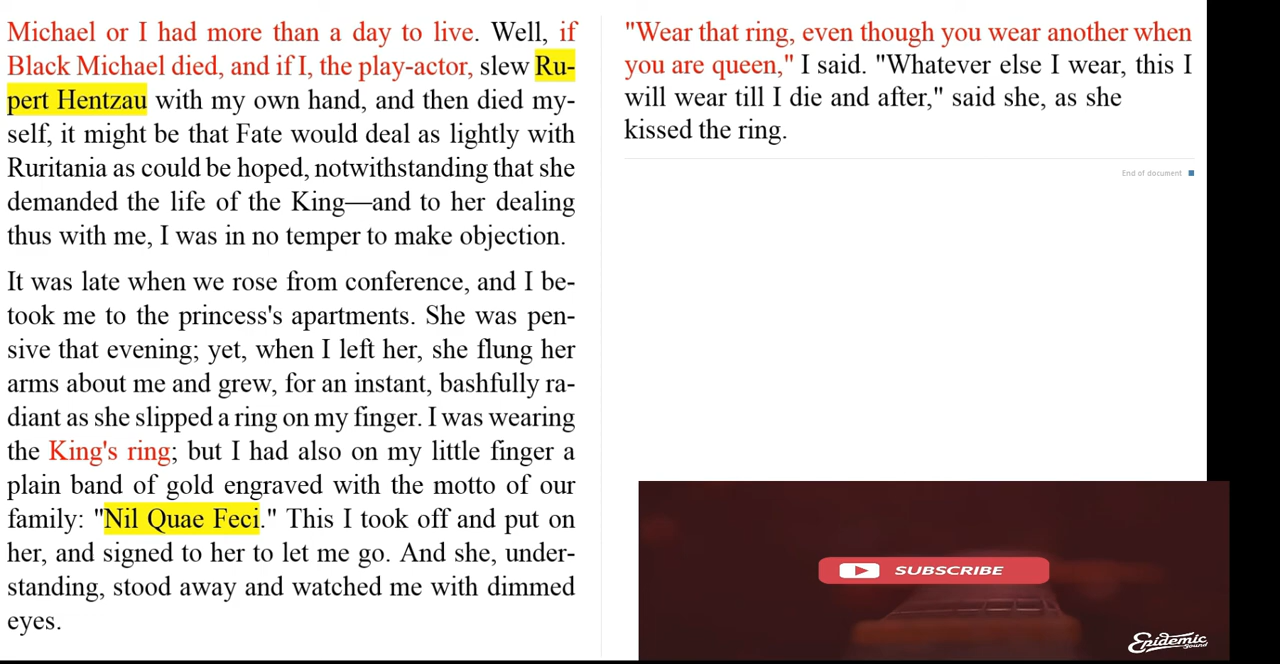 Michael or I had more than a day to live. Well, if
Black Michael died, and if I, the play-actor, slew Ru-
pert Hentzau with my own hand, and then died my-
self, it might be that Fate would deal as lightly with
Ruritania as could be hoped, notwithstanding that she
demanded the life of the King—and to her dealing
thus with me, I was in no temper to make objection.
It was late when we rose from conference, and I be-
took me to the princess's apartments. She was pen-
sive that evening; yet, when I left her, she flung her
arms about me and grew, for an instant, bashfully ra-
diant as she slipped a ring on my finger. I was wearing
the King's ring; but I had also on my little finger a
plain band of gold engraved with the motto of our
family: "Nil Quae Feci." This I took off and put on
her, and signed to her to let me go. And she, under-
standing, stood away and watched me with dimmed
eyes.
"Wear that ring, even though you wear another when
you are queen," I said. "Whatever else I wear, this I
will wear till I die and after," said she, as she
kissed the ring.
End of document
SUBSCRIBE
Epidemic
Sound